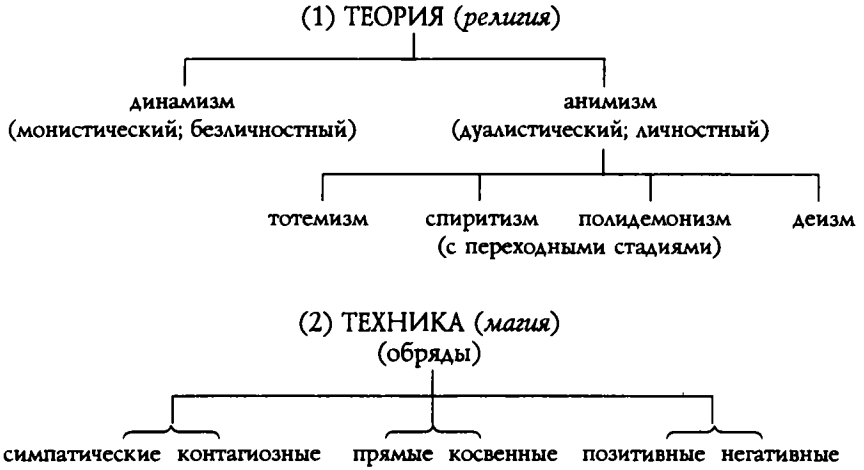 (1) ТЕОРИЯ (религия)
динамизм анимизм
(монистический; безличностный) (дуалистический; личностный)
тотемизм спиритизм полидемонизм деизм
(с переходными стадиями)
(2) ТЕХНИКА (магия)
(обряды)
симпатические контагиозные прямые косвенные позитивные негативные